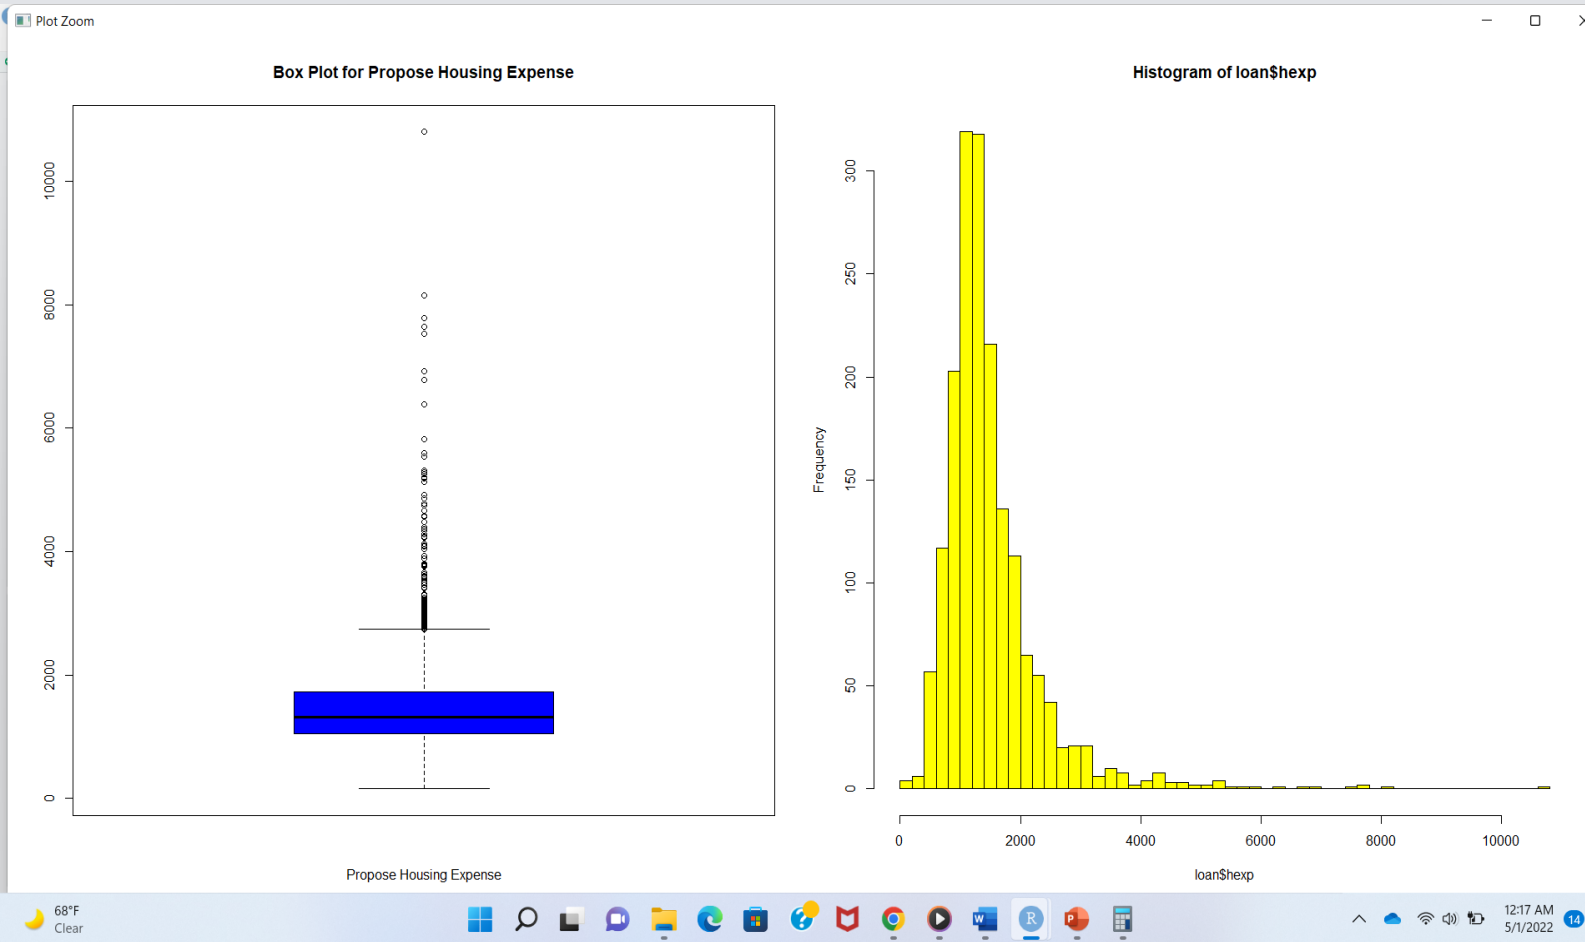 Plot Zoom
Box Plot for Propose Housing Expense
10000
8000
6000
4000
2000
0
Propose Housing Expense
Histogram of loan$hexp
Frequency
300
250
200
150
100
50
0
0 2000 4000 6000 8000 10000
loan$hexp
68°F
Clear
W
R
P
12:17 AM
5/1/2022
14